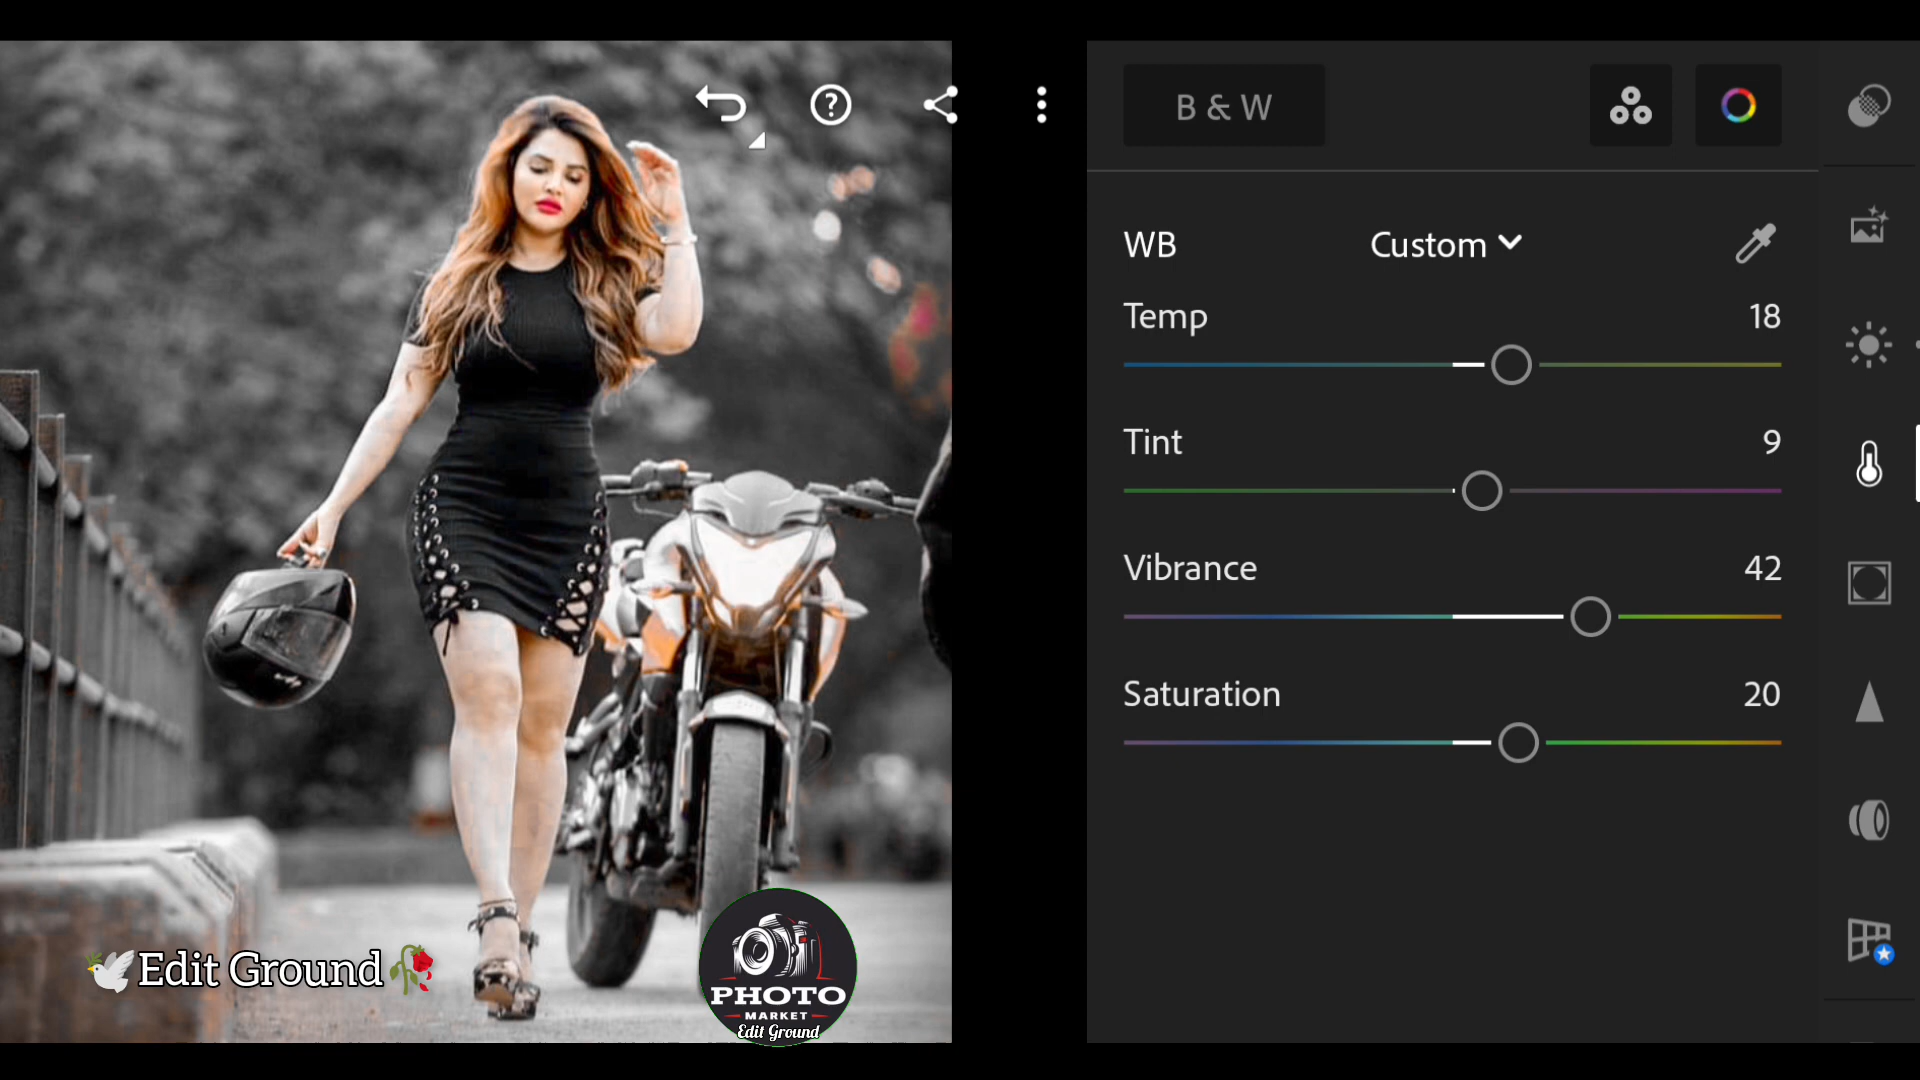 B & W
WB
Custom
Temp
18
Tint
9
Vibrance
42
Saturation
20
🕊Edit Ground🥀
PHOTO
MARKET
Edit Ground